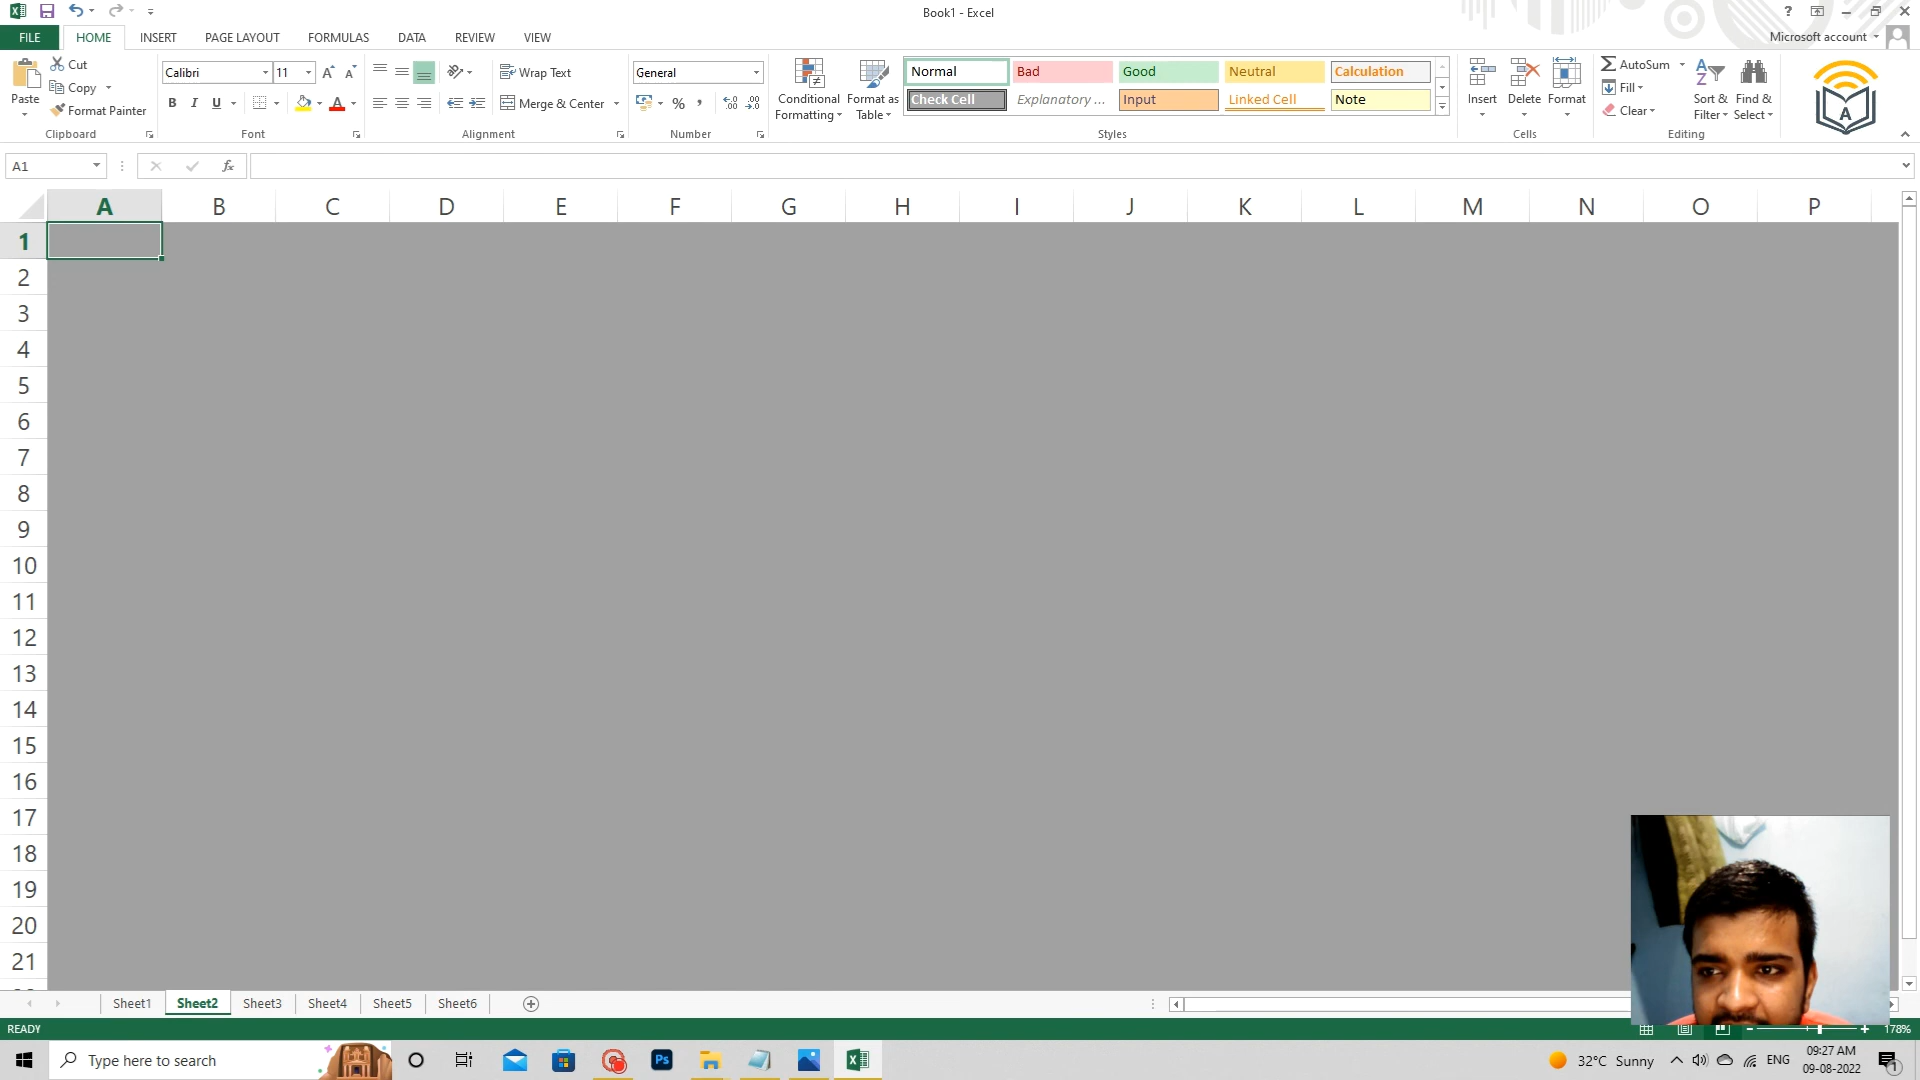 Book1 - Excel
?
FILE HOME INSERT PAGE LAYOUT FORMULAS DATA REVIEW VIEW Microsoft account
Paste
Cut
Copy
Format Painter
Clipboard
Calibri 11 A A
B I U A
Font
Wrap Text
Merge & Center
Alignment
General
% ,
Number
Conditional
Formatting
Format as
Table
Normal Bad Good Neutral Calculation
Check Cell Explanatory ... Input Linked Cell Note
Styles
Insert Delete Format
Cells
AutoSum
Fill
Clear
Sort &
Filter
Find &
Select
Editing
A
A1 fx
A B C D E F G H I J K L M N O P
1
2
3
4
5
6
7
8
9
10
11
12
13
14
15
16
17
18
19
20
21
Sheet1 Sheet2 Sheet3 Sheet4 Sheet5 Sheet6
READY 178%
Type here to search Ps 32°C Sunny ENG 09:27 AM
09-08-2022
1